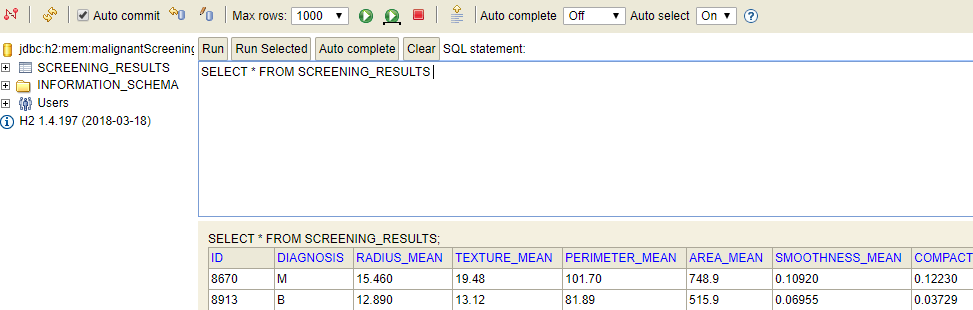 Auto commit Max rows: 1000 Auto complete Off Auto select On
jdbc:h2:mem:malignantScreening Run Run Selected Auto complete Clear SQL statement:
SCREENING_RESULTS
INFORMATION_SCHEMA
Users
H2 1.4.197 (2018-03-18)
SELECT * FROM SCREENING_RESULTS
SELECT * FROM SCREENING_RESULTS;
ID DIAGNOSIS RADIUS_MEAN TEXTURE_MEAN PERIMETER_MEAN AREA_MEAN SMOOTHNESS_MEAN COMPACT
8670 M 15.460 19.48 101.70 748.9 0.10920 0.12230
8913 B 12.890 13.12 81.89 515.9 0.06955 0.03729